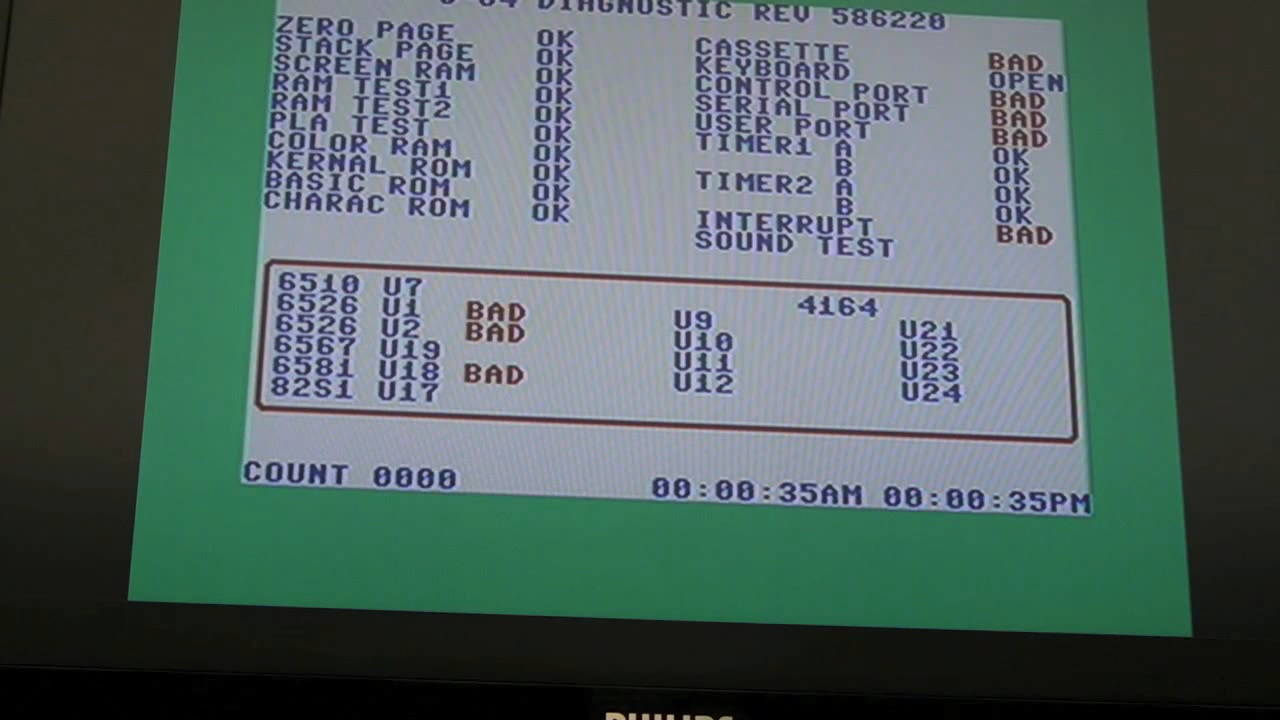 C-64 DIAGNOSTIC REV 586220
ZERO PAGE OK
STACK PAGE OK
SCREEN RAM OK
RAM TEST1 OK
RAM TEST2 OK
PLA TEST OK
COLOR RAM OK
KERNAL ROM OK
BASIC ROM OK
CHARAC ROM OK
CASSETTE BAD
KEYBOARD OPEN
CONTROL PORT BAD
SERIAL PORT BAD
USER PORT BAD
TIMER1 A OK
B OK
TIMER2 A OK
B OK
INTERRUPT BAD
SOUND TEST
6510 U7
6526 U1 BAD
6526 U2 BAD
6567 U19
6581 U18 BAD
82S1 U17
4164
U9 U21
U10 U22
U11 U23
U12 U24
COUNT 0000 00:00:35AM 00:00:35PM
PHILIPS